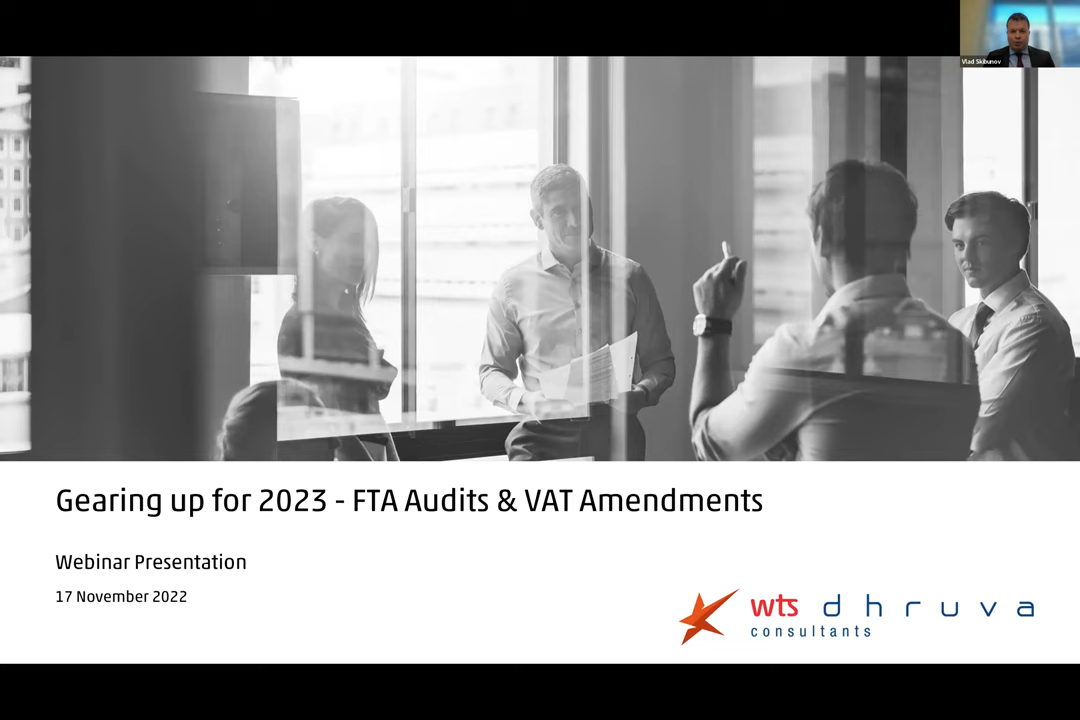 Vlad Skibunov
Gearing up for 2023 - FTA Audits & VAT Amendments
Webinar Presentation
17 November 2022
wts dhruva
consultants